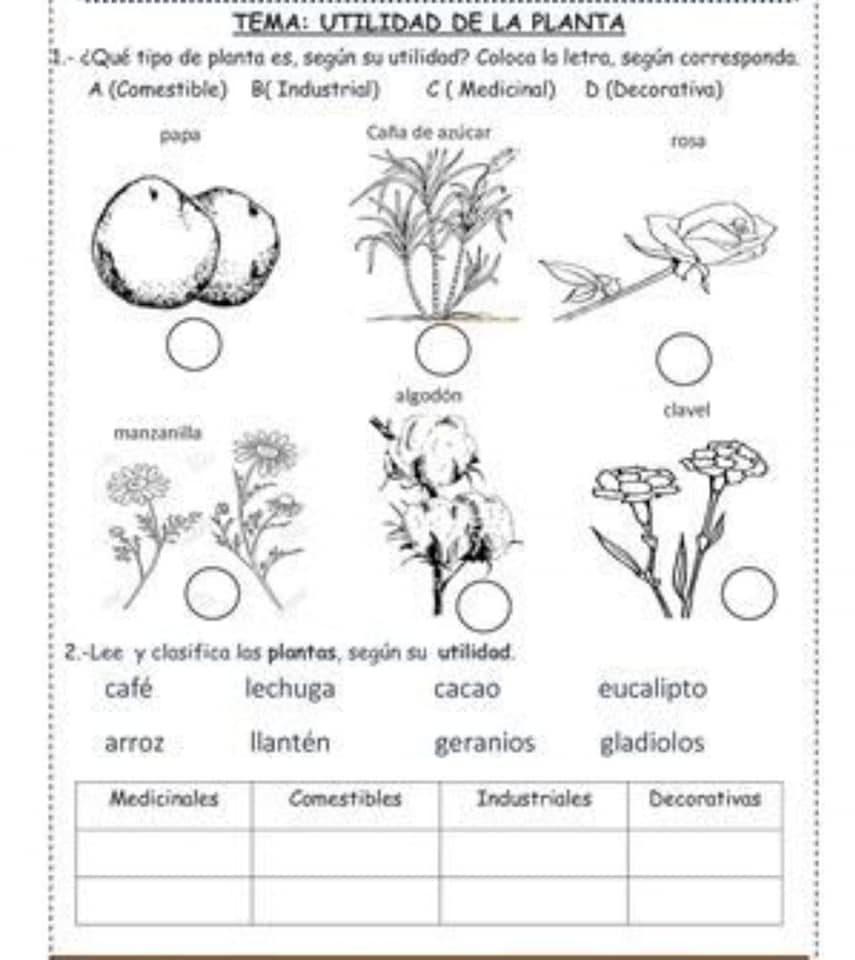 TEMA: UTILIDAD DE LA PLANTA
1.- ¿Qué tipo de planta es, según su utilidad? Coloca la letra, según corresponda.
A (Comestible) B( Industrial) C ( Medicinal) D (Decorativa)
papa Caña de azúcar rosa
manzanilla algodón clavel
2.-Lee y clasifica las plantas, según su utilidad.
café lechuga cacao eucalipto
arroz llantén geranios gladiolos
Medicinales Comestibles Industriales Decorativas